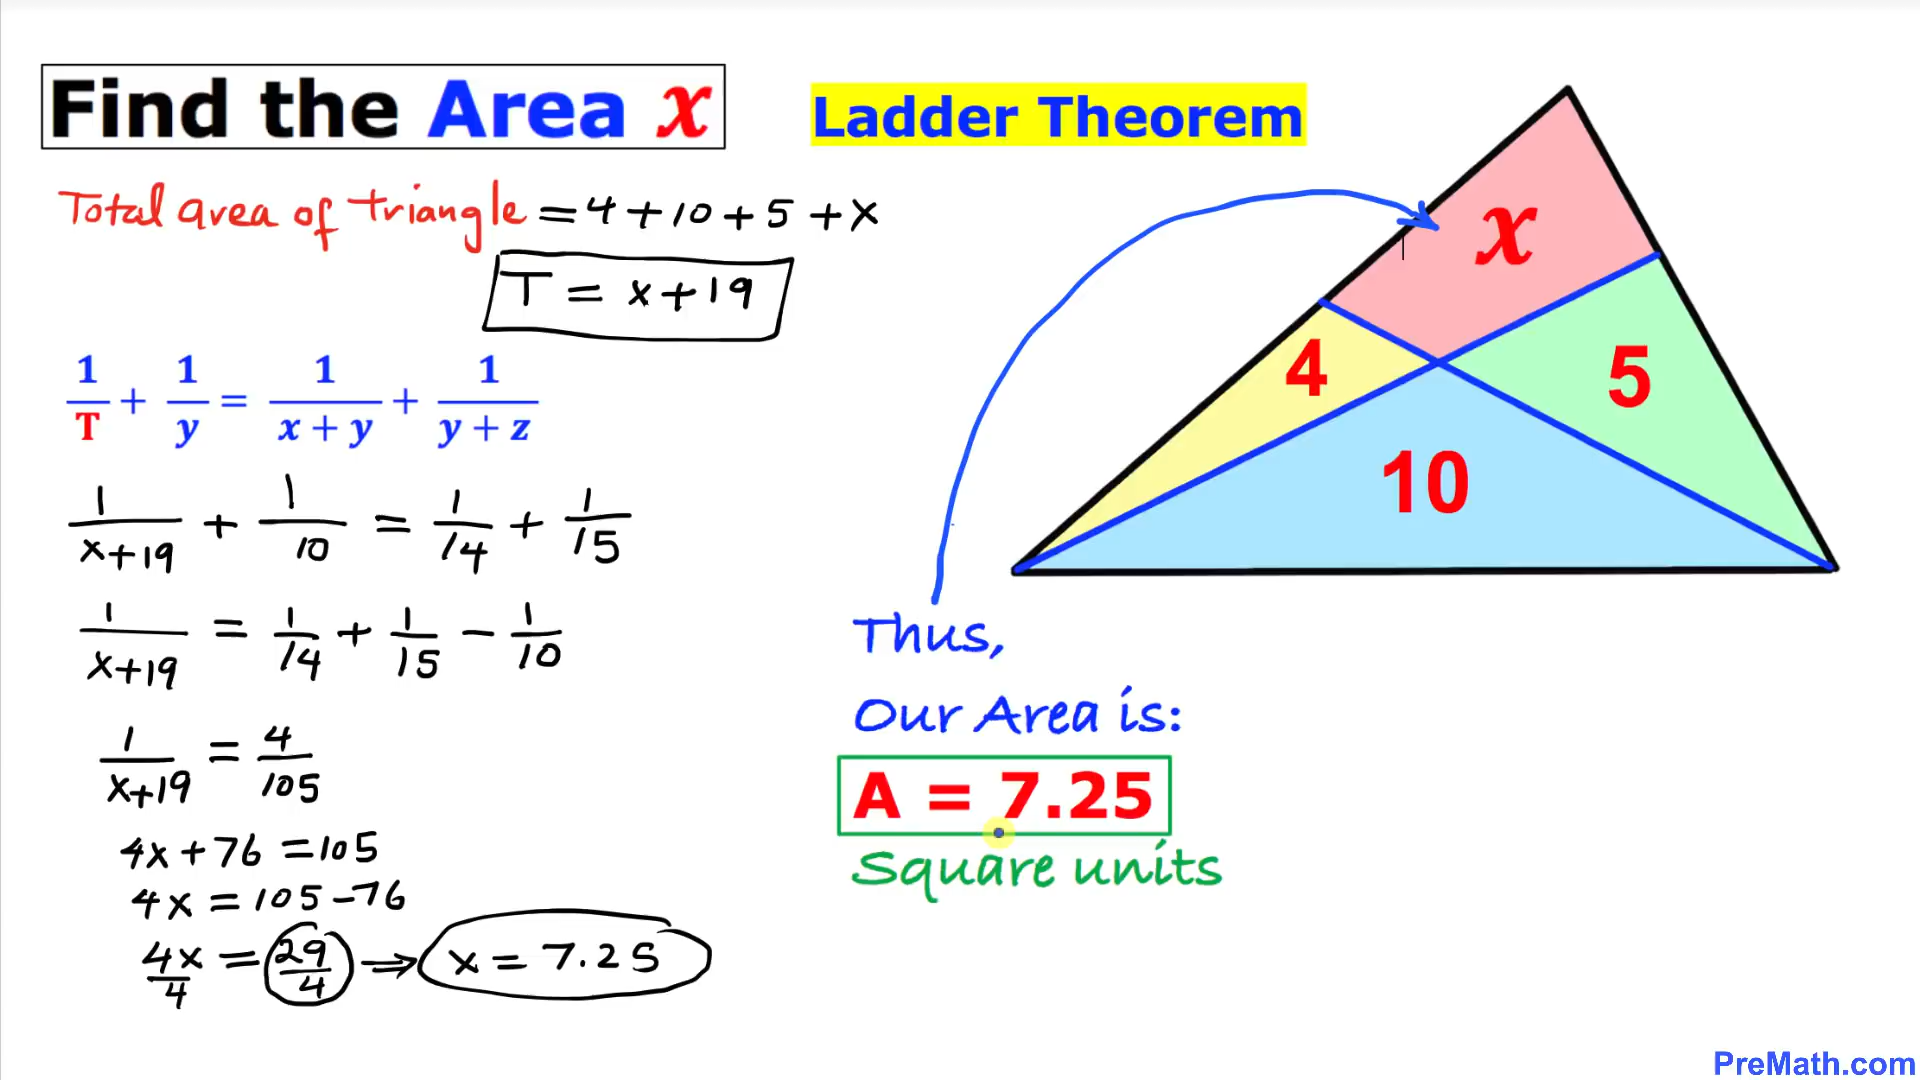 Find the Area x
Ladder Theorem
Total area of triangle = 4+10+5+x
T = x+19
1/T + 1/y = 1/(x+y) + 1/(y+z)
1/(x+19) + 1/10 = 1/14 + 1/15
1/(x+19) = 1/14 + 1/15 - 1/10
1/(x+19) = 4/105
4x+76=105
4x=105-76
4x/4 = 29/4 → x = 7.25
x
4
5
10
Thus,
Our Area is:
A = 7.25
Square units
PreMath.com